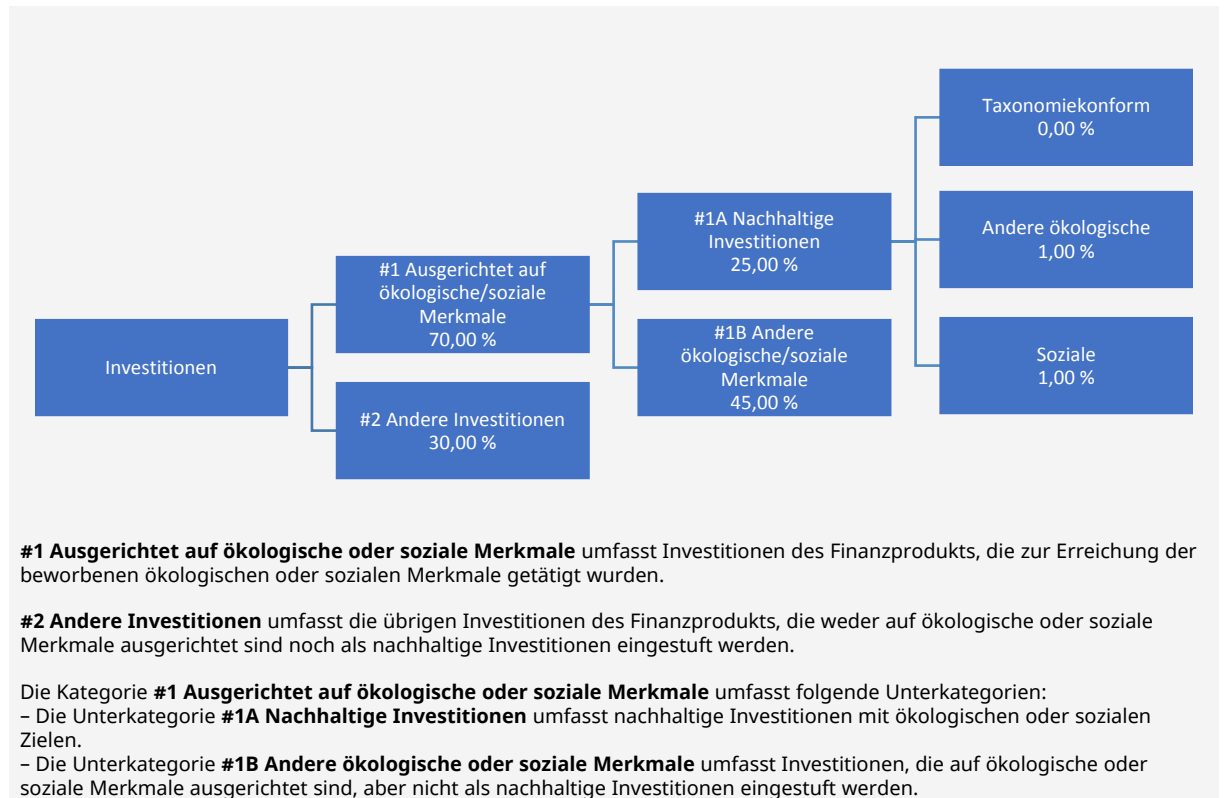 Investitionen
#1 Ausgerichtet auf
ökologische/soziale
Merkmale
70,00 %
#2 Andere Investitionen
30,00 %
#1A Nachhaltige
Investitionen
25,00 %
#1B Andere
ökologische/soziale
Merkmale
45,00 %
Taxonomiekonform
0,00 %
Andere ökologische
1,00 %
Soziale
1,00 %
#1 Ausgerichtet auf ökologische oder soziale Merkmale umfasst Investitionen des Finanzprodukts, die zur Erreichung der
beworbenen ökologischen oder sozialen Merkmale getätigt wurden.
#2 Andere Investitionen umfasst die übrigen Investitionen des Finanzprodukts, die weder auf ökologische oder soziale
Merkmale ausgerichtet sind noch als nachhaltige Investitionen eingestuft werden.
Die Kategorie #1 Ausgerichtet auf ökologische oder soziale Merkmale umfasst folgende Unterkategorien:
– Die Unterkategorie #1A Nachhaltige Investitionen umfasst nachhaltige Investitionen mit ökologischen oder sozialen
Zielen.
– Die Unterkategorie #1B Andere ökologische oder soziale Merkmale umfasst Investitionen, die auf ökologische oder
soziale Merkmale ausgerichtet sind, aber nicht als nachhaltige Investitionen eingestuft werden.